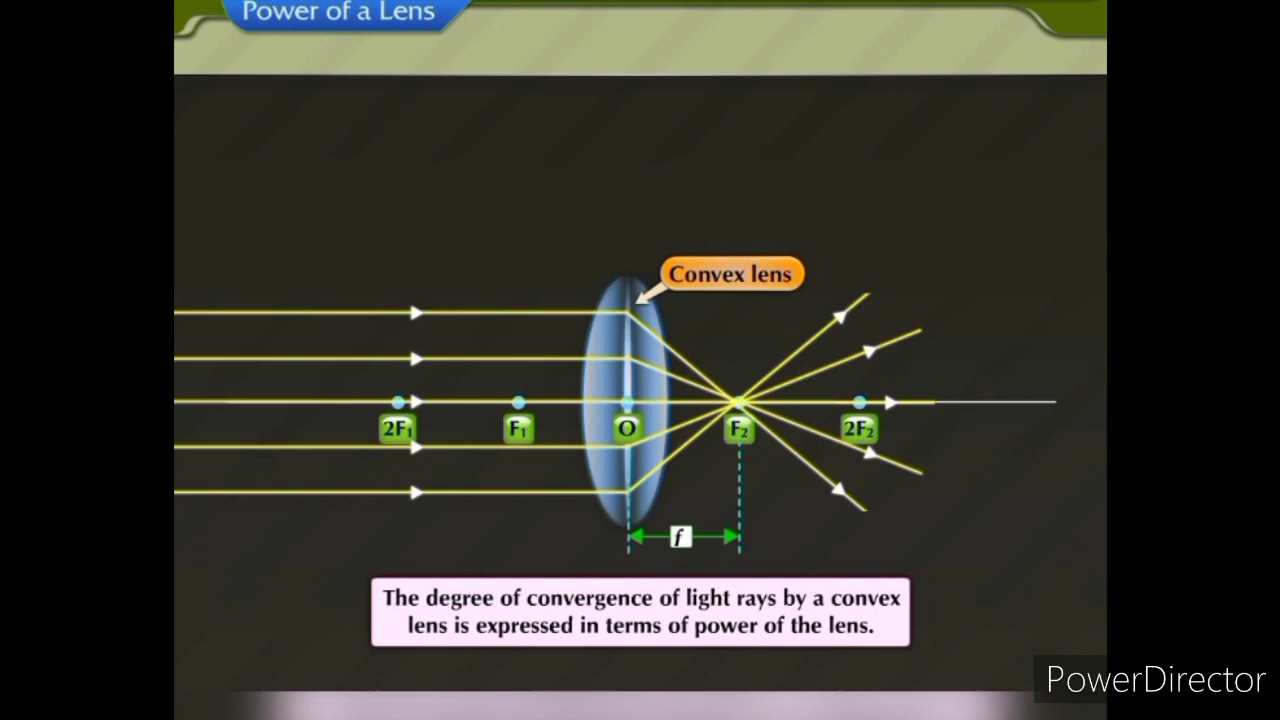 Power of a Lens
Convex lens
2F₁
F₁
O
F₂
2F₂
f
The degree of convergence of light rays by a convex
lens is expressed in terms of power of the lens.
PowerDirector